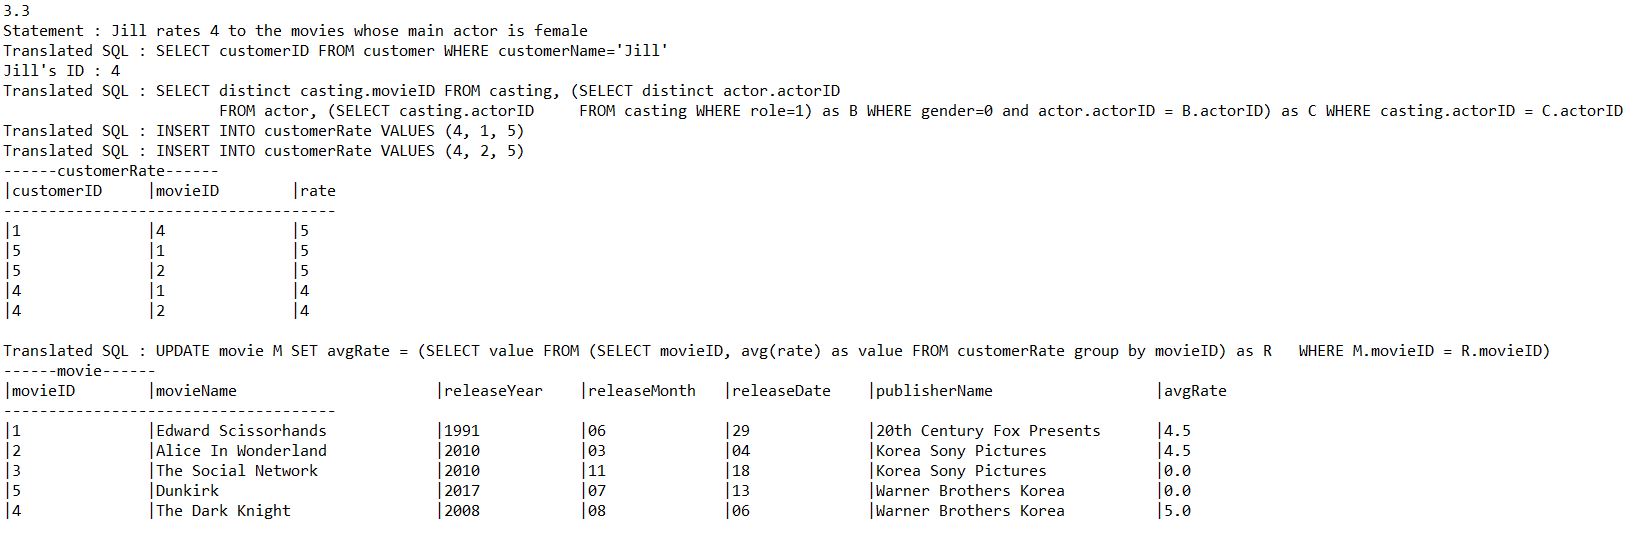 3.3
Statement : Jill rates 4 to the movies whose main actor is female
Translated SQL : SELECT customerID FROM customer WHERE customerName='Jill'
Jill's ID : 4
Translated SQL : SELECT distinct casting.movieID FROM casting, (SELECT distinct actor.actorID
                        FROM actor, (SELECT casting.actorID     FROM casting WHERE role=1) as B WHERE gender=0 and actor.actorID = B.actorID) as C WHERE casting.actorID = C.actorID
Translated SQL : INSERT INTO customerRate VALUES (4, 1, 5)
Translated SQL : INSERT INTO customerRate VALUES (4, 2, 5)
------customerRate------
|customerID     |movieID        |rate
-------------------------------------
|1              |4              |5
|5              |1              |5
|5              |2              |5
|4              |1              |4
|4              |2              |4

Translated SQL : UPDATE movie M SET avgRate = (SELECT value FROM (SELECT movieID, avg(rate) as value FROM customerRate group by movieID) as R   WHERE M.movieID = R.movieID)
------movie------
|movieID        |movieName                      |releaseYear    |releaseMonth   |releaseDate    |publisherName                  |avgRate
-------------------------------------
|1              |Edward Scissorhands            |1991           |06             |29             |20th Century Fox Presents      |4.5
|2              |Alice In Wonderland            |2010           |03             |04             |Korea Sony Pictures            |4.5
|3              |The Social Network             |2010           |11             |18             |Korea Sony Pictures            |0.0
|5              |Dunkirk                        |2017           |07             |13             |Warner Brothers Korea          |0.0
|4              |The Dark Knight                |2008           |08             |06             |Warner Brothers Korea          |5.0